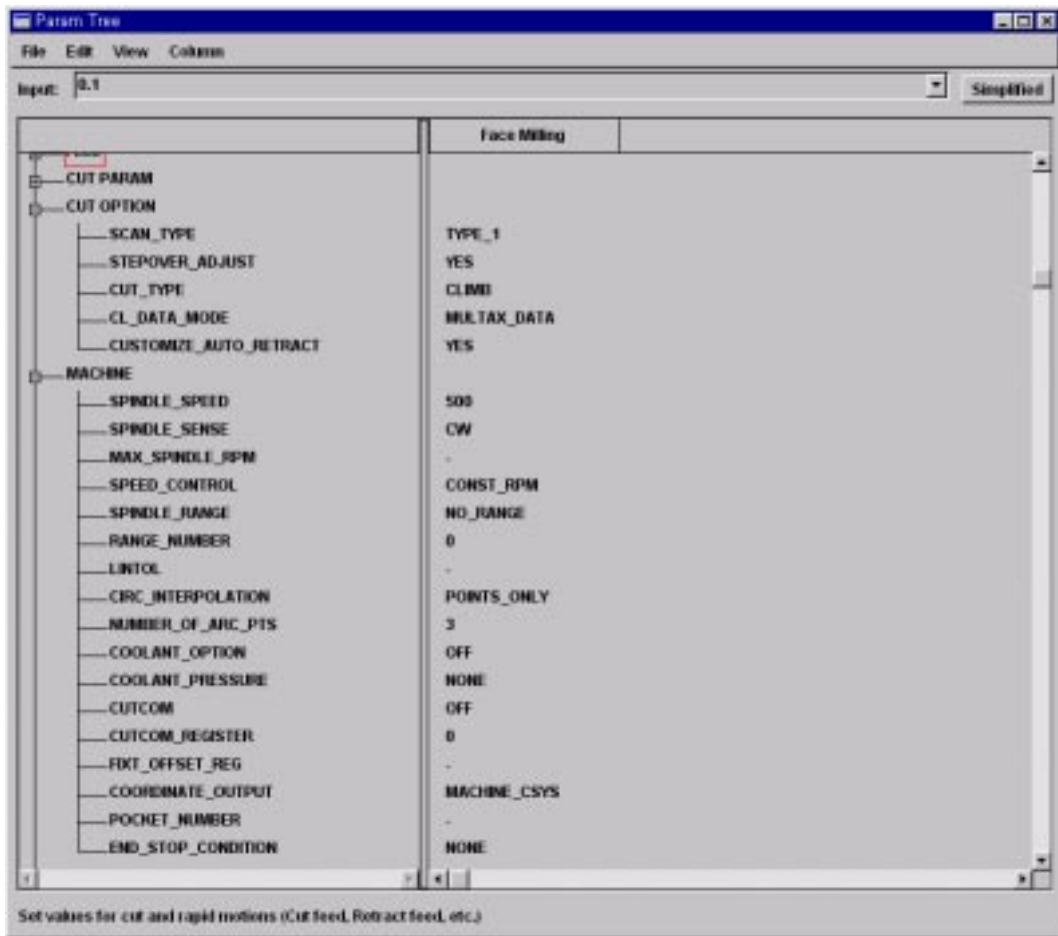 Param Tree
File Edit View Column
Input: 0.1 Simplified
Face Milling
CUT PARAM
CUT OPTION
SCAN_TYPE TYPE_1
STEPOVER_ADJUST YES
CUT_TYPE CLIMB
CL_DATA_MODE MULTAX_DATA
CUSTOMIZE_AUTO_RETRACT YES
MACHINE
SPINDLE_SPEED 500
SPINDLE_SENSE CW
MAX_SPINDLE_RPM -
SPEED_CONTROL CONST_RPM
SPINDLE_RANGE NO_RANGE
RANGE_NUMBER 0
LINTOL -
CIRC_INTERPOLATION POINTS_ONLY
NUMBER_OF_ARC_PTS 3
COOLANT_OPTION OFF
COOLANT_PRESSURE NONE
CUTCOM OFF
CUTCOM_REGISTER 0
FIXT_OFFSET_REG -
COORDINATE_OUTPUT MACHINE_CSYS
POCKET_NUMBER -
END_STOP_CONDITION NONE
Set values for cut and rapid motions (Cut feed, Retract feed, etc.)